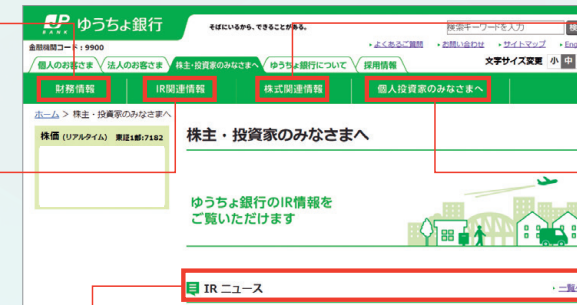 JP BANK ゆうちょ銀行
そばにいるから、できることがある。
検索キーワードを入力
金融機関コード：9900
よくあるご質問 お問い合わせ サイトマップ Eng
個人のお客さま 法人のお客さま 株主・投資家のみなさまへ ゆうちょ銀行について 採用情報
文字サイズ変更 小 中
財務情報 IR関連情報 株式関連情報 個人投資家のみなさまへ
ホーム > 株主・投資家のみなさまへ
株価 (リアルタイム) 東証1部:7182
株主・投資家のみなさまへ
ゆうちょ銀行のIR情報を
ご覧いただけます
IR ニュース
一覧